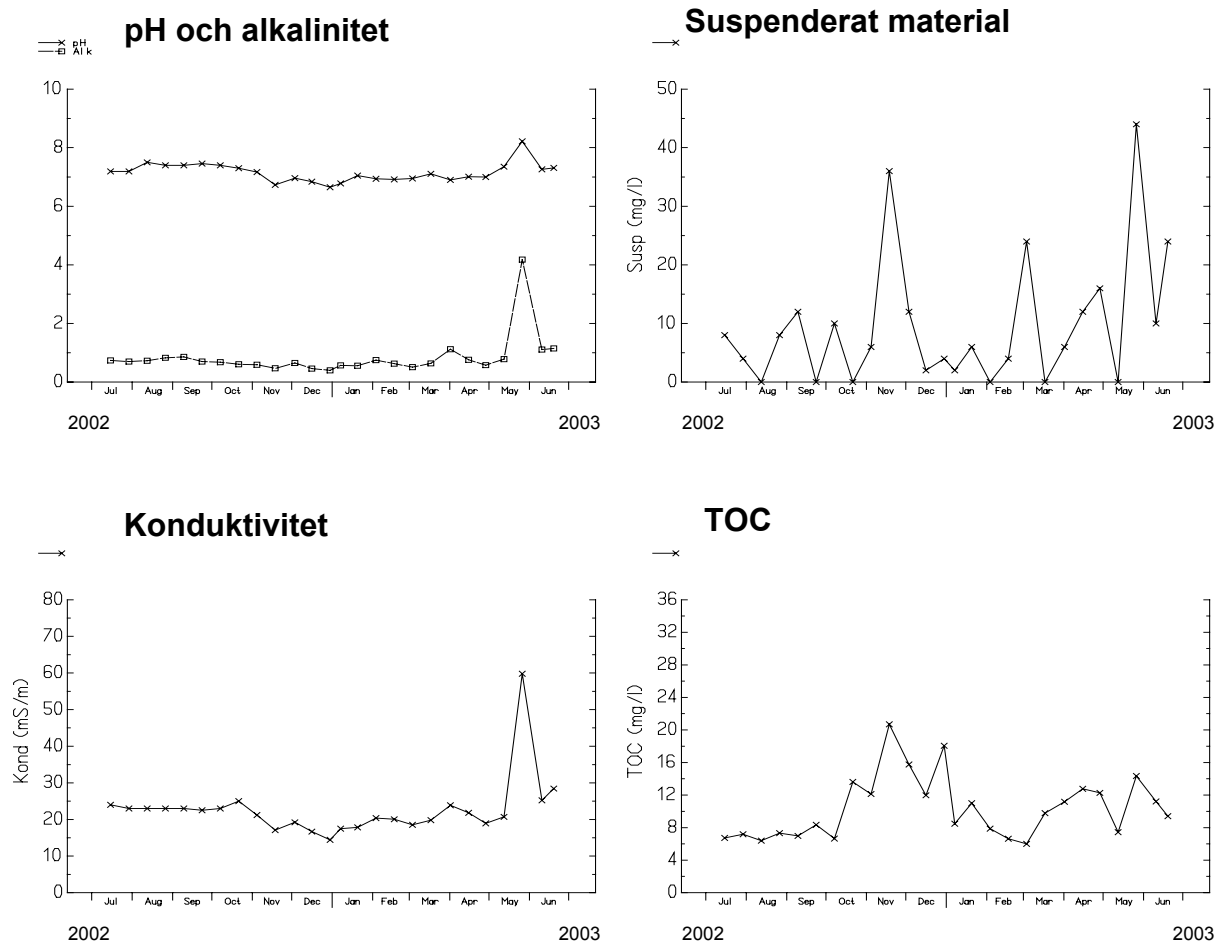 pH och alkalinitet
pH
Alk
10
8
6
4
2
0
Jul Aug Sep Oct Nov Dec Jan Feb Mar Apr May Jun
2002 2003
Suspenderat material
Susp (mg/l)
50
40
30
20
10
0
Jul Aug Sep Oct Nov Dec Jan Feb Mar Apr May Jun
2002 2003
Konduktivitet
Kond (mS/m)
80
70
60
50
40
30
20
10
0
Jul Aug Sep Oct Nov Dec Jan Feb Mar Apr May Jun
2002 2003
TOC
TOC (mg/l)
36
32
28
24
20
16
12
8
4
0
Jul Aug Sep Oct Nov Dec Jan Feb Mar Apr May Jun
2002 2003